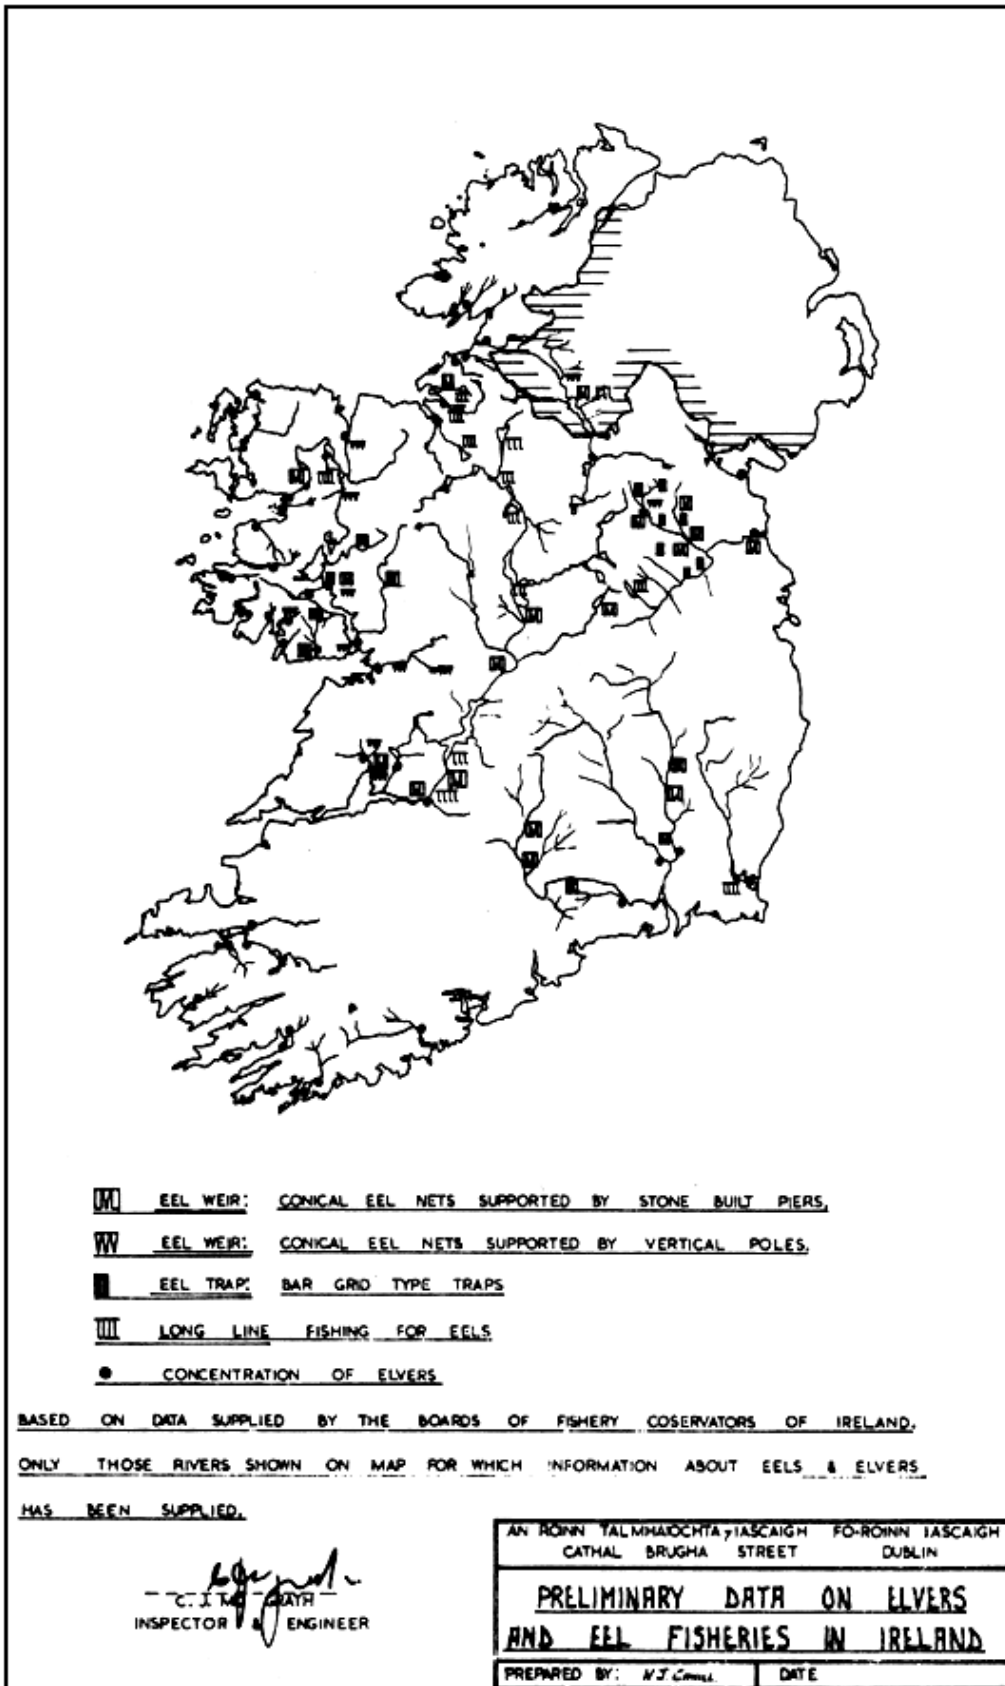 EEL WEIR: CONICAL EEL NETS SUPPORTED BY STONE BUILT PIERS,
EEL WEIR: CONICAL EEL NETS SUPPORTED BY VERTICAL POLES.
EEL TRAP: BAR GRID TYPE TRAPS
LONG LINE FISHING FOR EELS
CONCENTRATION OF ELVERS
BASED ON DATA SUPPLIED BY THE BOARDS OF FISHERY COSERVATORS OF IRELAND.
ONLY THOSE RIVERS SHOWN ON MAP FOR WHICH INFORMATION ABOUT EELS & ELVERS
HAS BEEN SUPPLIED.
C. J.
INSPECTOR & ENGINEER
AN ROINN TALMHAIOCHTA 7 IASCAIGH FO-ROINN IASCAIGH
CATHAL BRUGHA STREET DUBLIN
PRELIMINARY DATA ON ELVERS
AND EEL FISHERIES IN IRELAND
PREPARED BY: N.J. DATE